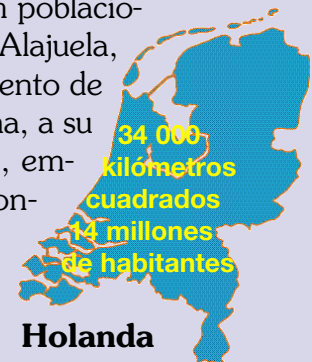 n poblacio-
Alajuela,
ento de
na, a su
, em-
on-
34 000
kilómetros
cuadrados
14 millones
de habitantes
Holanda